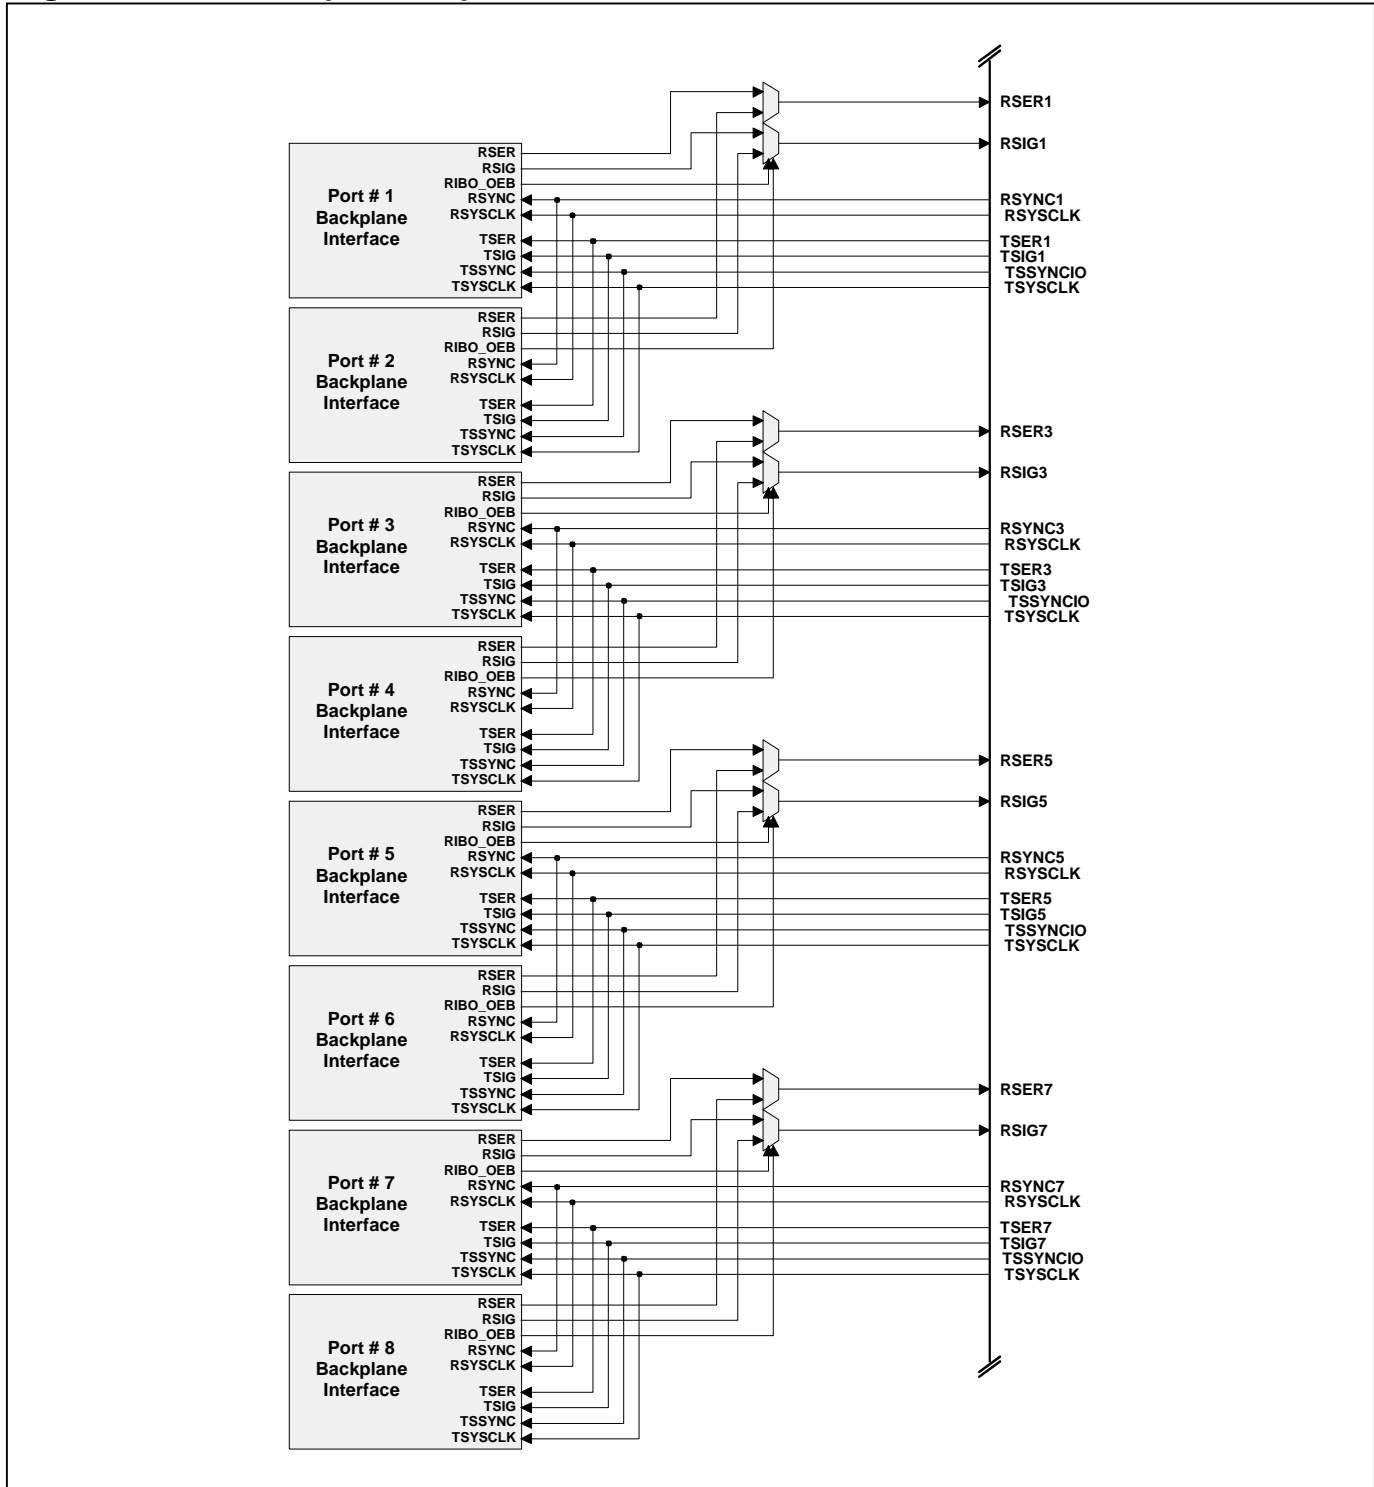 RSER1
RSIG1
RSER
RSIG
RIBO_OEB
RSYNC
RSYSCLK
TSER
TSIG
TSSYNC
TSYSCLK
Port # 1
Backplane
Interface
RSYNC1
RSYSCLK
TSER1
TSIG1
TSSYNCIO
TSYSCLK
RSER
RSIG
RIBO_OEB
RSYNC
RSYSCLK
TSER
TSIG
TSSYNC
TSYSCLK
Port # 2
Backplane
Interface
RSER3
RSIG3
RSER
RSIG
RIBO_OEB
RSYNC
RSYSCLK
TSER
TSIG
TSSYNC
TSYSCLK
Port # 3
Backplane
Interface
RSYNC3
RSYSCLK
TSER3
TSIG3
TSSYNCIO
TSYSCLK
RSER
RSIG
RIBO_OEB
RSYNC
RSYSCLK
TSER
TSIG
TSSYNC
TSYSCLK
Port # 4
Backplane
Interface
RSER5
RSIG5
RSER
RSIG
RIBO_OEB
RSYNC
RSYSCLK
TSER
TSIG
TSSYNC
TSYSCLK
Port # 5
Backplane
Interface
RSYNC5
RSYSCLK
TSER5
TSIG5
TSSYNCIO
TSYSCLK
RSER
RSIG
RIBO_OEB
RSYNC
RSYSCLK
TSER
TSIG
TSSYNC
TSYSCLK
Port # 6
Backplane
Interface
RSER7
RSIG7
RSER
RSIG
RIBO_OEB
RSYNC
RSYSCLK
TSER
TSIG
TSSYNC
TSYSCLK
Port # 7
Backplane
Interface
RSYNC7
RSYSCLK
TSER7
TSIG7
TSSYNCIO
TSYSCLK
RSER
RSIG
RIBO_OEB
RSYNC
RSYSCLK
TSER
TSIG
TSSYNC
TSYSCLK
Port # 8
Backplane
Interface